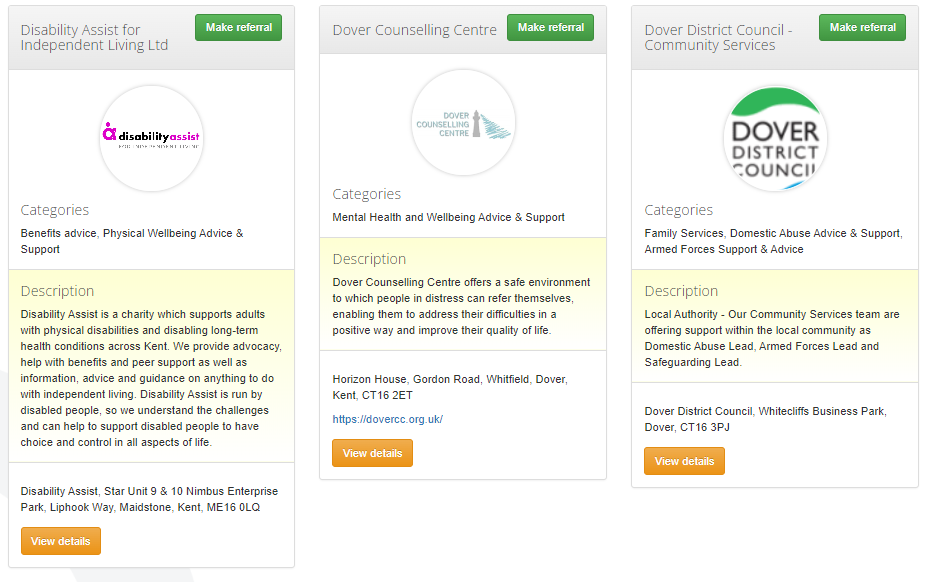 Disability Assist for
Independent Living Ltd
Make referral
disabilityassist
FOR INDEPENDENT LIVING
Categories
Benefits advice, Physical Wellbeing Advice &
Support
Description
Disability Assist is a charity which supports adults
with physical disabilities and disabling long-term
health conditions across Kent. We provide advocacy,
help with benefits and peer support as well as
information, advice and guidance on anything to do
with independent living. Disability Assist is run by
disabled people, so we understand the challenges
and can help to support disabled people to have
choice and control in all aspects of life.
Disability Assist, Star Unit 9 & 10 Nimbus Enterprise
Park, Liphook Way, Maidstone, Kent, ME16 0LQ
View details
Dover Counselling Centre
Make referral
DOVER
COUNSELLING
CENTRE
Categories
Mental Health and Wellbeing Advice & Support
Description
Dover Counselling Centre offers a safe environment
to which people in distress can refer themselves,
enabling them to address their difficulties in a
positive way and improve their quality of life.
Horizon House, Gordon Road, Whitfield, Dover,
Kent, CT16 2ET
https://dovercc.org.uk/
View details
Dover District Council -
Community Services
Make referral
DOVER
DISTRICT
COUNCIL
Categories
Family Services, Domestic Abuse Advice & Support,
Armed Forces Support & Advice
Description
Local Authority - Our Community Services team are
offering support within the local community as
Domestic Abuse Lead, Armed Forces Lead and
Safeguarding Lead.
Dover District Council, Whitecliffs Business Park,
Dover, CT16 3PJ
View details